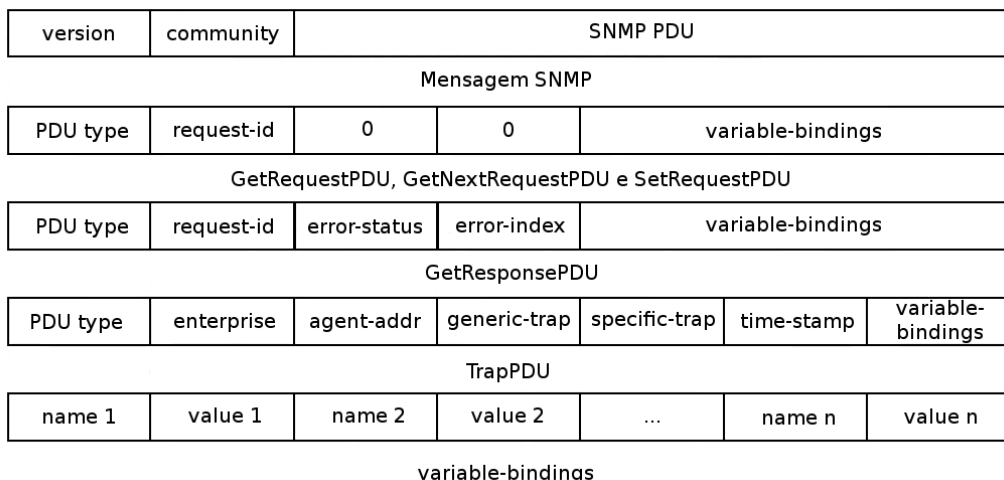 version community SNMP PDU
Mensagem SNMP
PDU type request-id 0 0 variable-bindings
GetRequestPDU, GetNextRequestPDU e SetRequestPDU
PDU type request-id error-status error-index variable-bindings
GetResponsePDU
PDU type enterprise agent-addr generic-trap specific-trap time-stamp variable-
bindings
TrapPDU
name 1 value 1 name 2 value 2 ... name n value n
variable-bindings